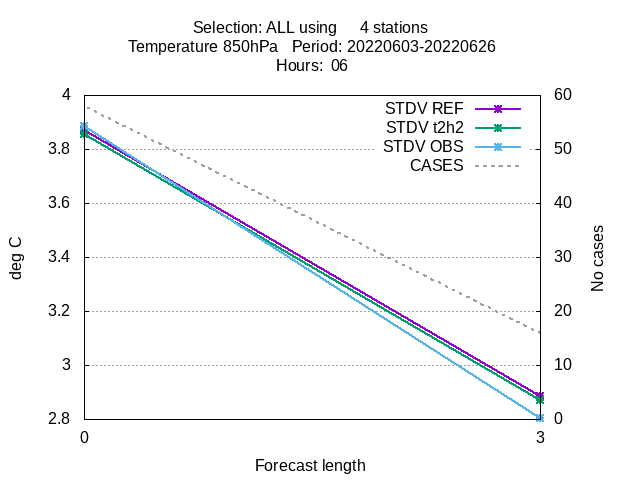 Selection: ALL using     4 stations
Temperature 850hPa   Period: 20220603-20220626
Hours:  06
4
3.8
3.6
3.4
3.2
3
2.8
60
50
40
30
20
10
0
STDV REF
STDV t2h2
STDV OBS
CASES
deg C
No cases
0
3
Forecast length